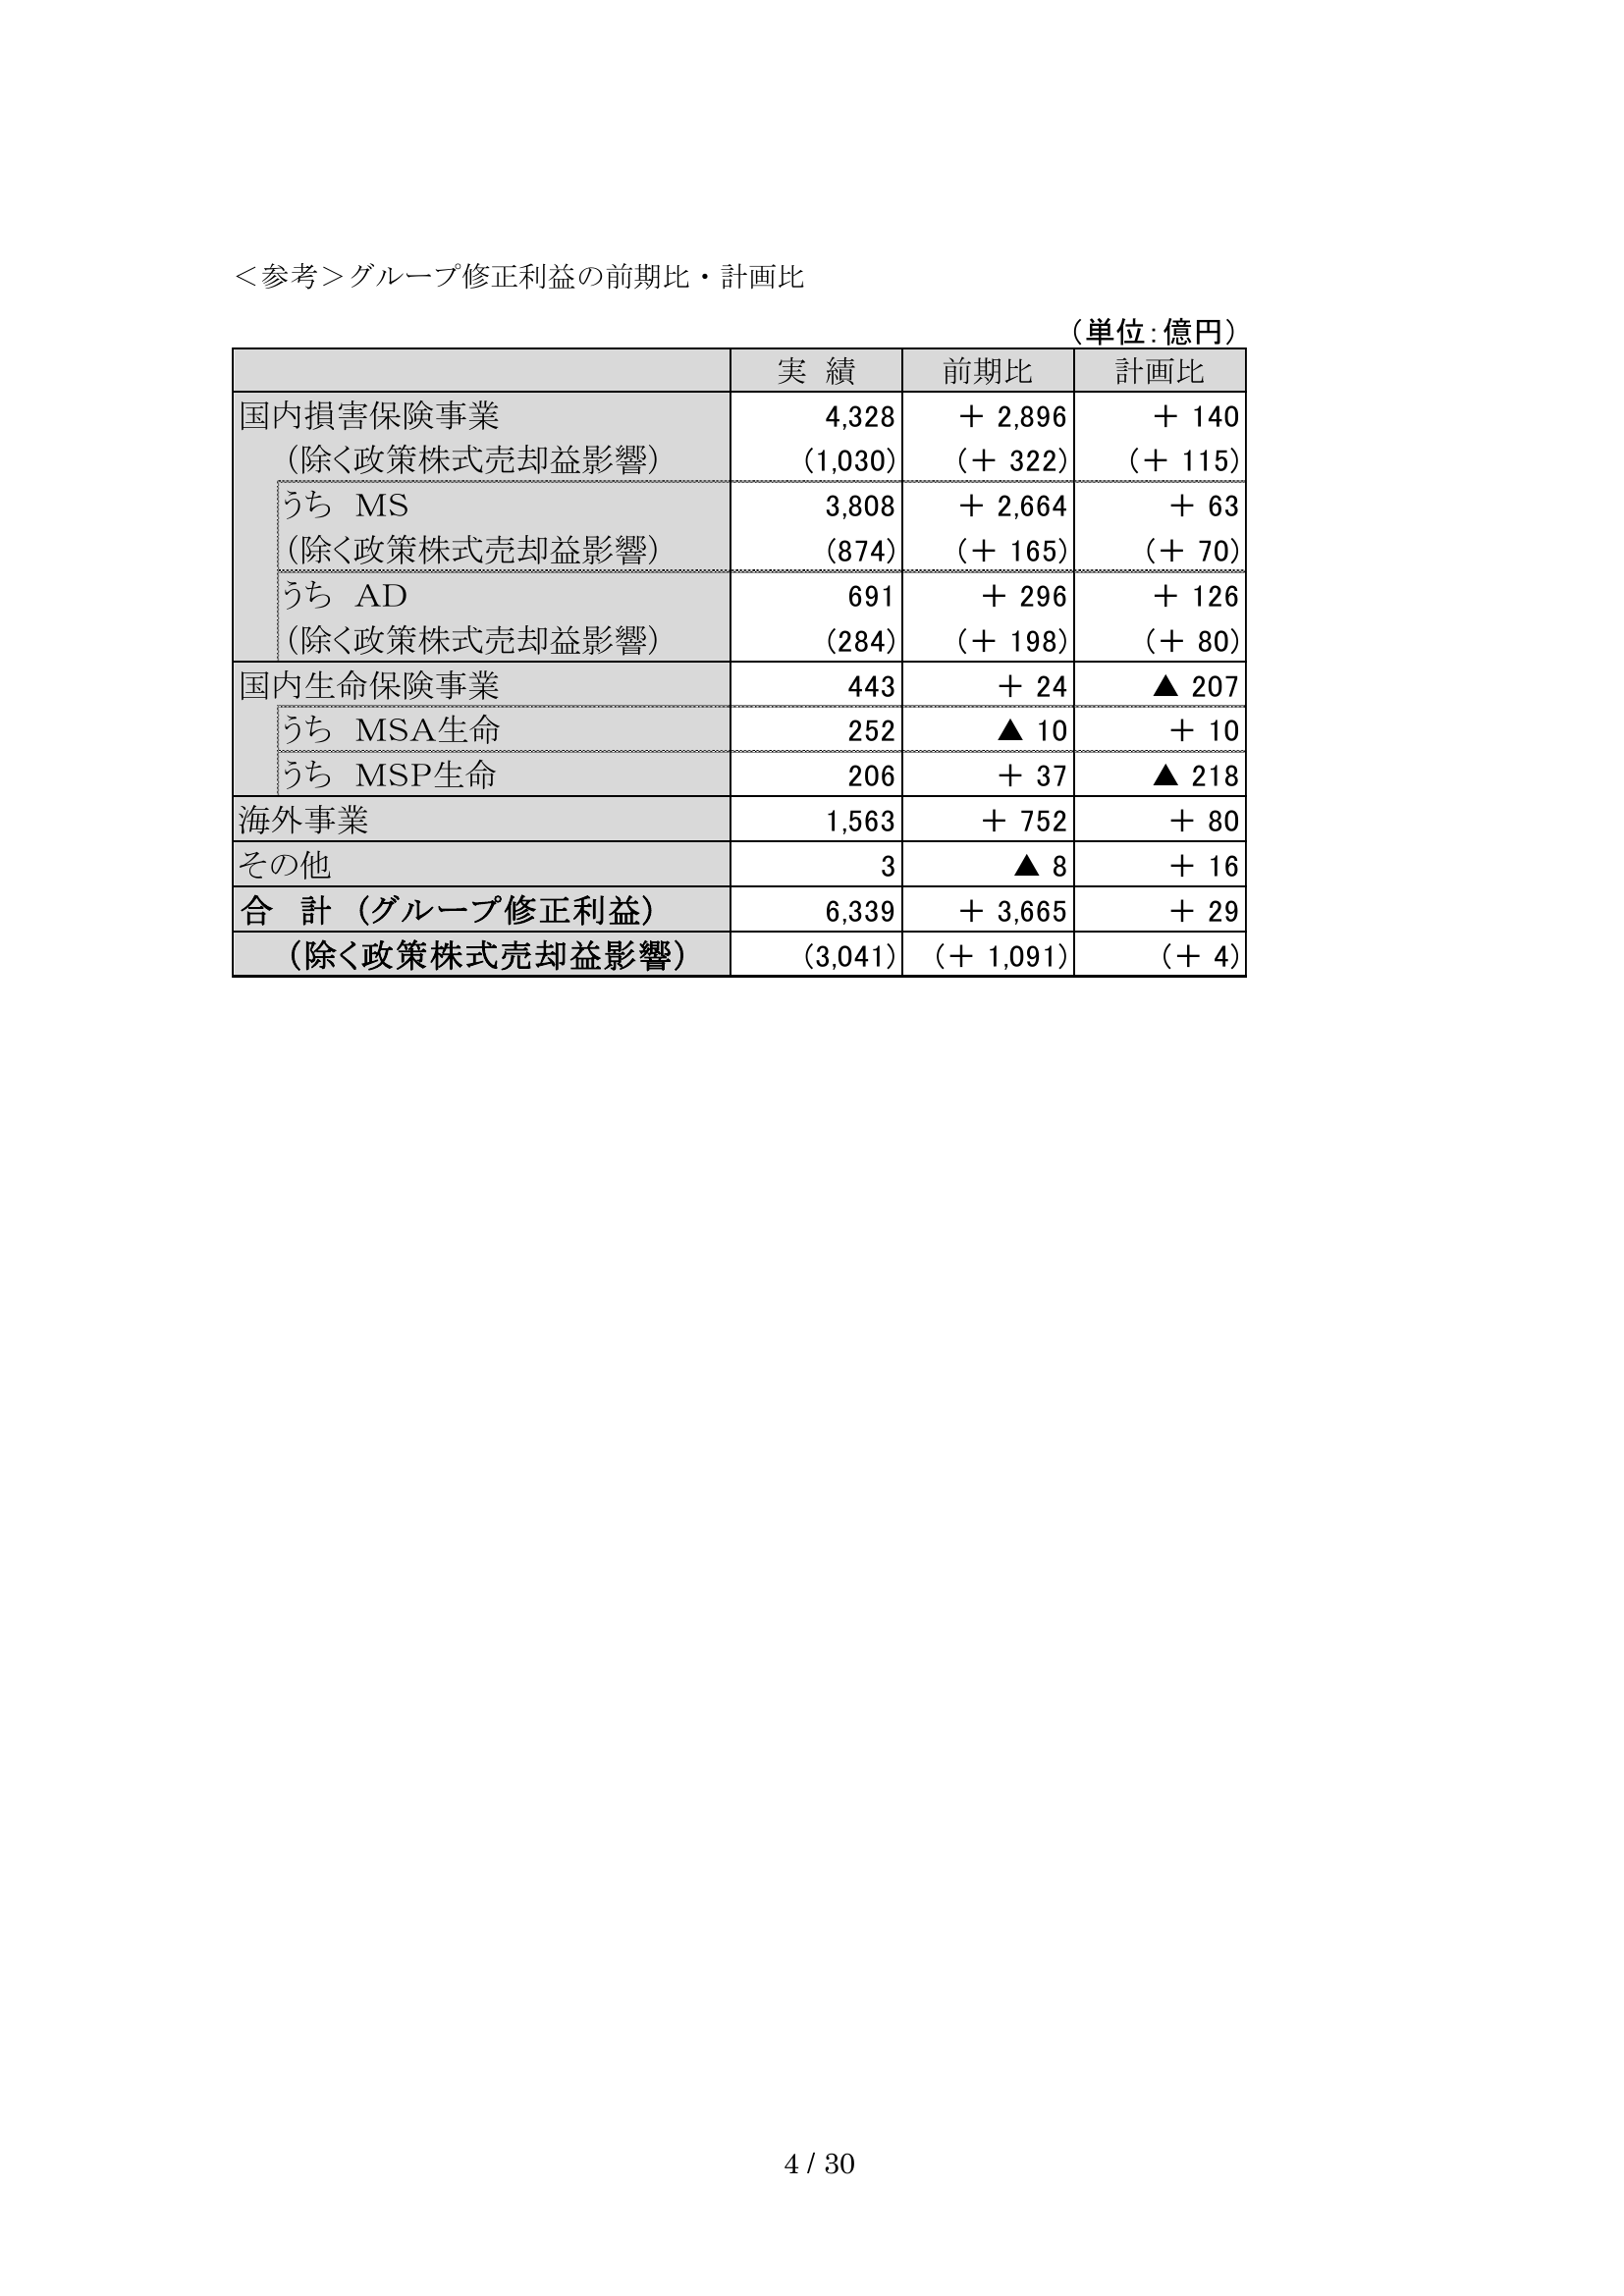 ＜参考＞グループ修正利益の前期比・計画比
（単位：億円）
実 績 前期比 計画比
国内損害保険事業 4,328 ＋ 2,896 ＋ 140
（除く政策株式売却益影響） (1,030) (＋ 322) (＋ 115)
うち MS 3,808 ＋ 2,664 ＋ 63
（除く政策株式売却益影響） (874) (＋ 165) (＋ 70)
うち AD 691 ＋ 296 ＋ 126
（除く政策株式売却益影響） (284) (＋ 198) (＋ 80)
国内生命保険事業 443 ＋ 24 ▲ 207
うち MSA生命 252 ▲ 10 ＋ 10
うち MSP生命 206 ＋ 37 ▲ 218
海外事業 1,563 ＋ 752 ＋ 80
その他 3 ▲ 8 ＋ 16
合 計（グループ修正利益） 6,339 ＋ 3,665 ＋ 29
（除く政策株式売却益影響） (3,041) (＋ 1,091) (＋ 4)
4 / 30